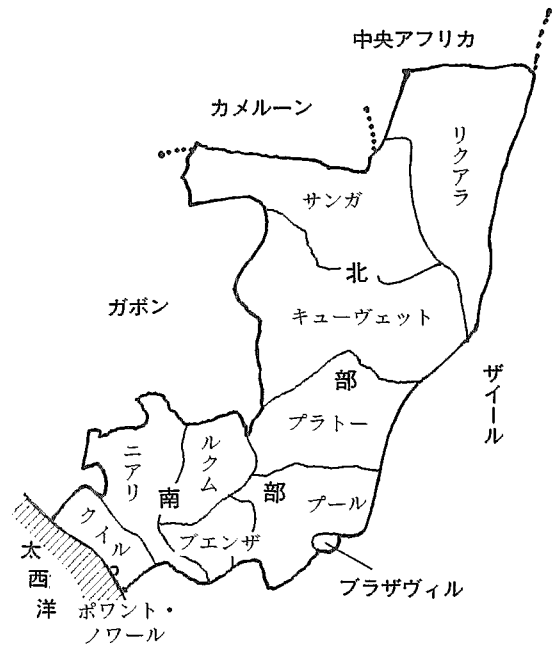 中央アフリカ
カメルーン
リクアラ
サンガ
北
ガボン
キューヴェット
ザイール
部
プラトー
ルクム
ニアリ
南
部
プール
クイル
ブエンザ
太西洋
ブラザヴィル
ポワント・
ノワール